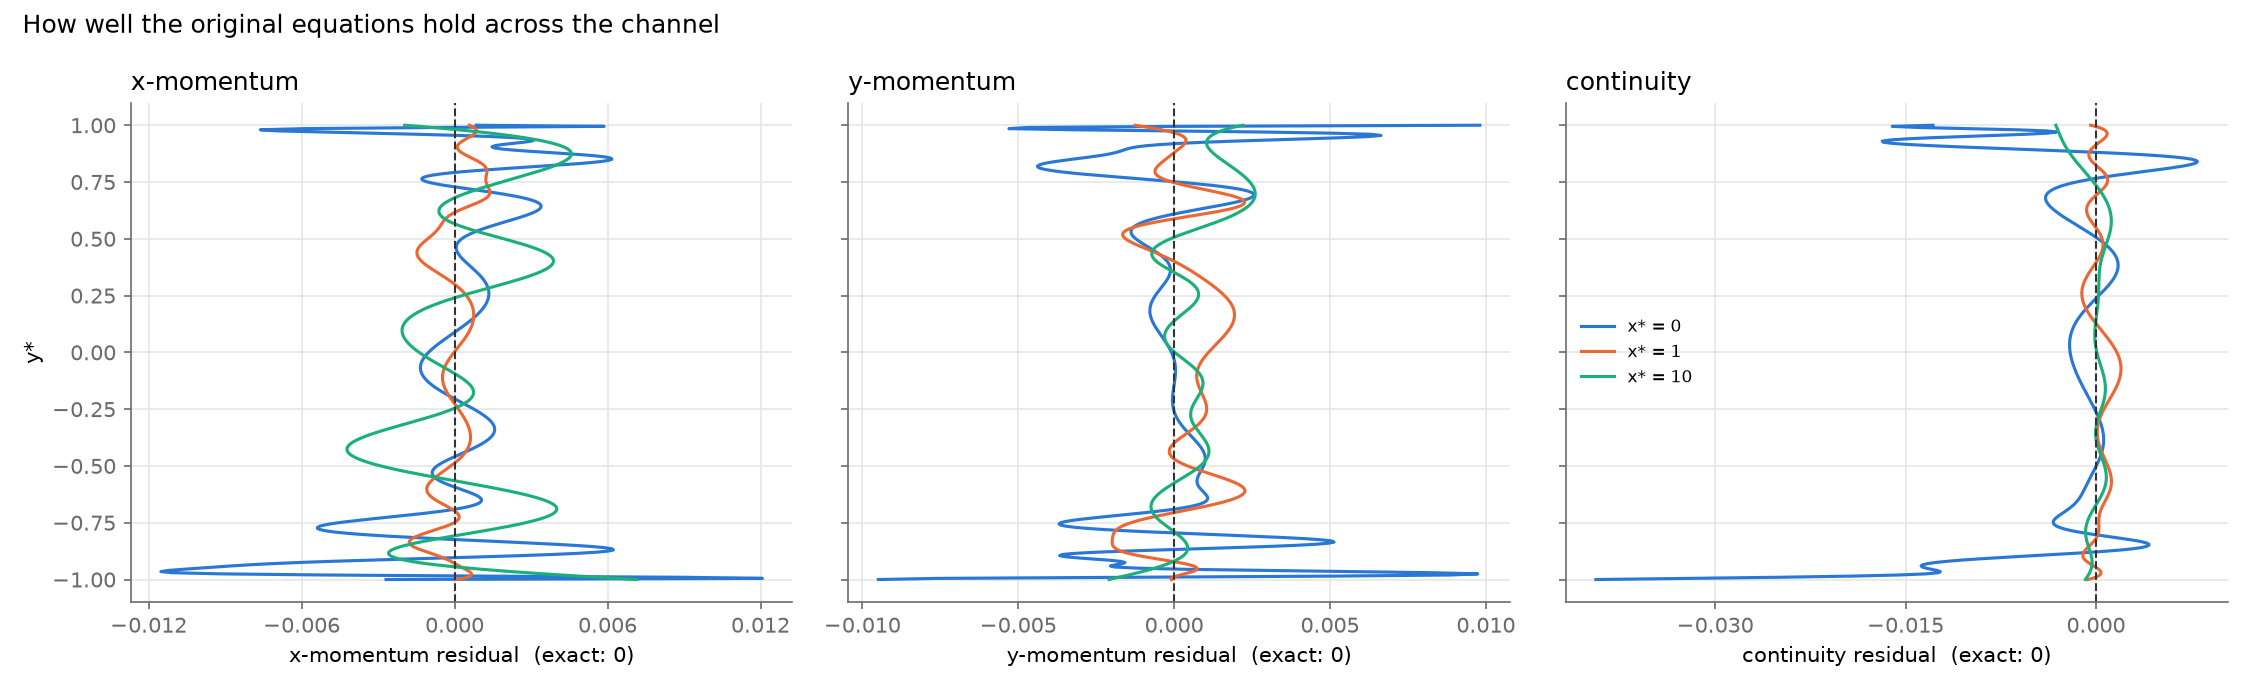 How well the original equations hold across the channel
x-momentum
y-momentum
continuity
1.00
0.75
0.50
0.25
0.00
−0.25
−0.50
−0.75
−1.00
y*
x* = 0
x* = 1
x* = 10
−0.012 −0.006 0.000 0.006 0.012
−0.010 −0.005 0.000 0.005 0.010
−0.030 −0.015 0.000
x-momentum residual (exact: 0)
y-momentum residual (exact: 0)
continuity residual (exact: 0)